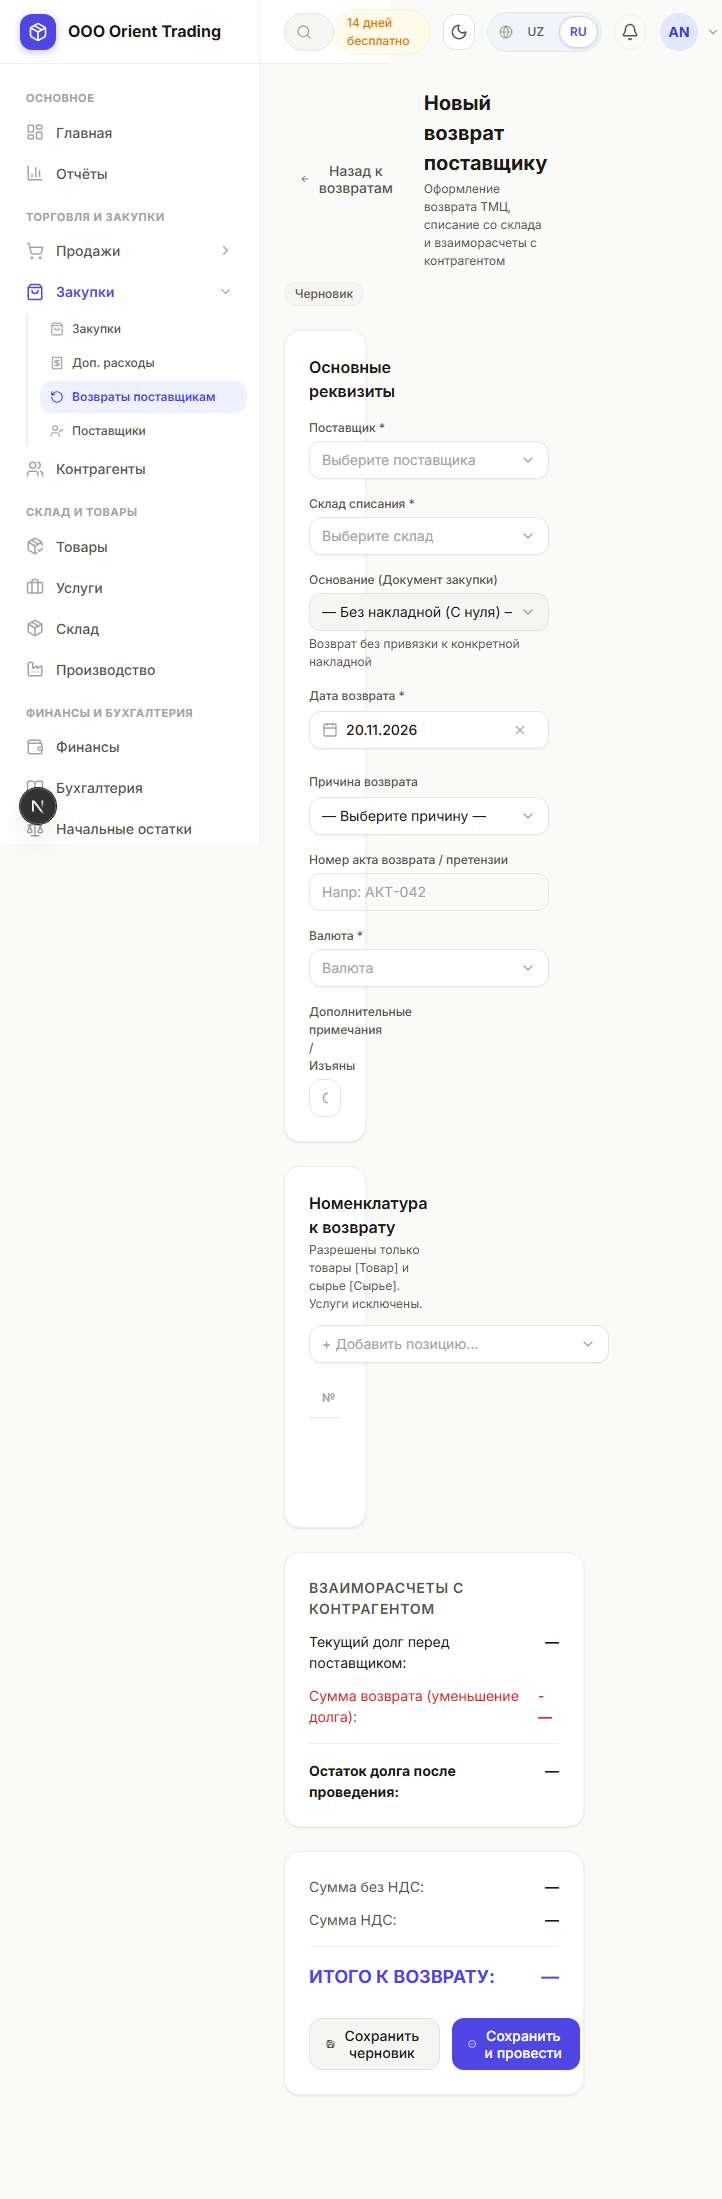 ООО Orient Trading
14 дней
бесплатно
UZ
RU
AN
ОСНОВНОЕ
Главная
Отчёты
ТОРГОВЛЯ И ЗАКУПКИ
Продажи
Закупки
Закупки
Доп. расходы
Возвраты поставщикам
Поставщики
Контрагенты
СКЛАД И ТОВАРЫ
Товары
Услуги
Склад
Производство
ФИНАНСЫ И БУХГАЛТЕРИЯ
Финансы
Бухгалтерия
Начальные остатки
N
Назад к
возвратам
Новый
возврат
поставщику
Оформление
возврата ТМЦ,
списание со склада
и взаиморасчеты с
контрагентом
Черновик
Основные
реквизиты
Поставщик *
Выберите поставщика
Склад списания *
Выберите склад
Основание (Документ закупки)
— Без накладной (С нуля) —
Возврат без привязки к конкретной
накладной
Дата возврата *
20.11.2026
Причина возврата
— Выберите причину —
Номер акта возврата / претензии
Напр: АКТ-042
Валюта *
Валюта
Дополнительные
примечания
/
Изъяны
Номенклатура
к возврату
Разрешены только
товары [Товар] и
сырье [Сырье].
Услуги исключены.
+ Добавить позицию...
№
ВЗАИМОРАСЧЕТЫ С
КОНТРАГЕНТОМ
Текущий долг перед
поставщиком:
—
Сумма возврата (уменьшение
долга):
-
—
Остаток долга после
проведения:
—
Сумма без НДС:
—
Сумма НДС:
—
ИТОГО К ВОЗВРАТУ:
—
Сохранить
черновик
Сохранить
и провести